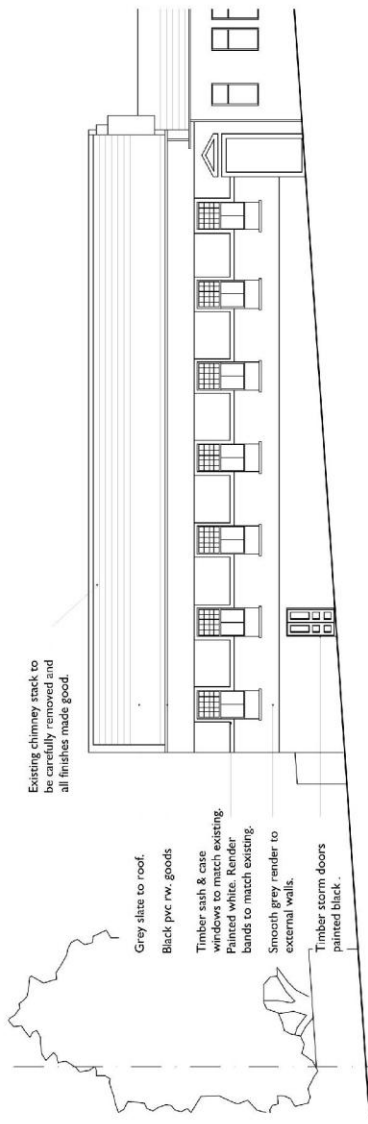 Existing chimney stack to
be carefully removed and
all finishes made good.
Grey slate to roof.
Black pvc rw. goods
Timber sash & case
windows to match existing.
Painted white. Render
bands to match existing.
Smooth grey render to
external walls.
Timber storm doors
painted black .